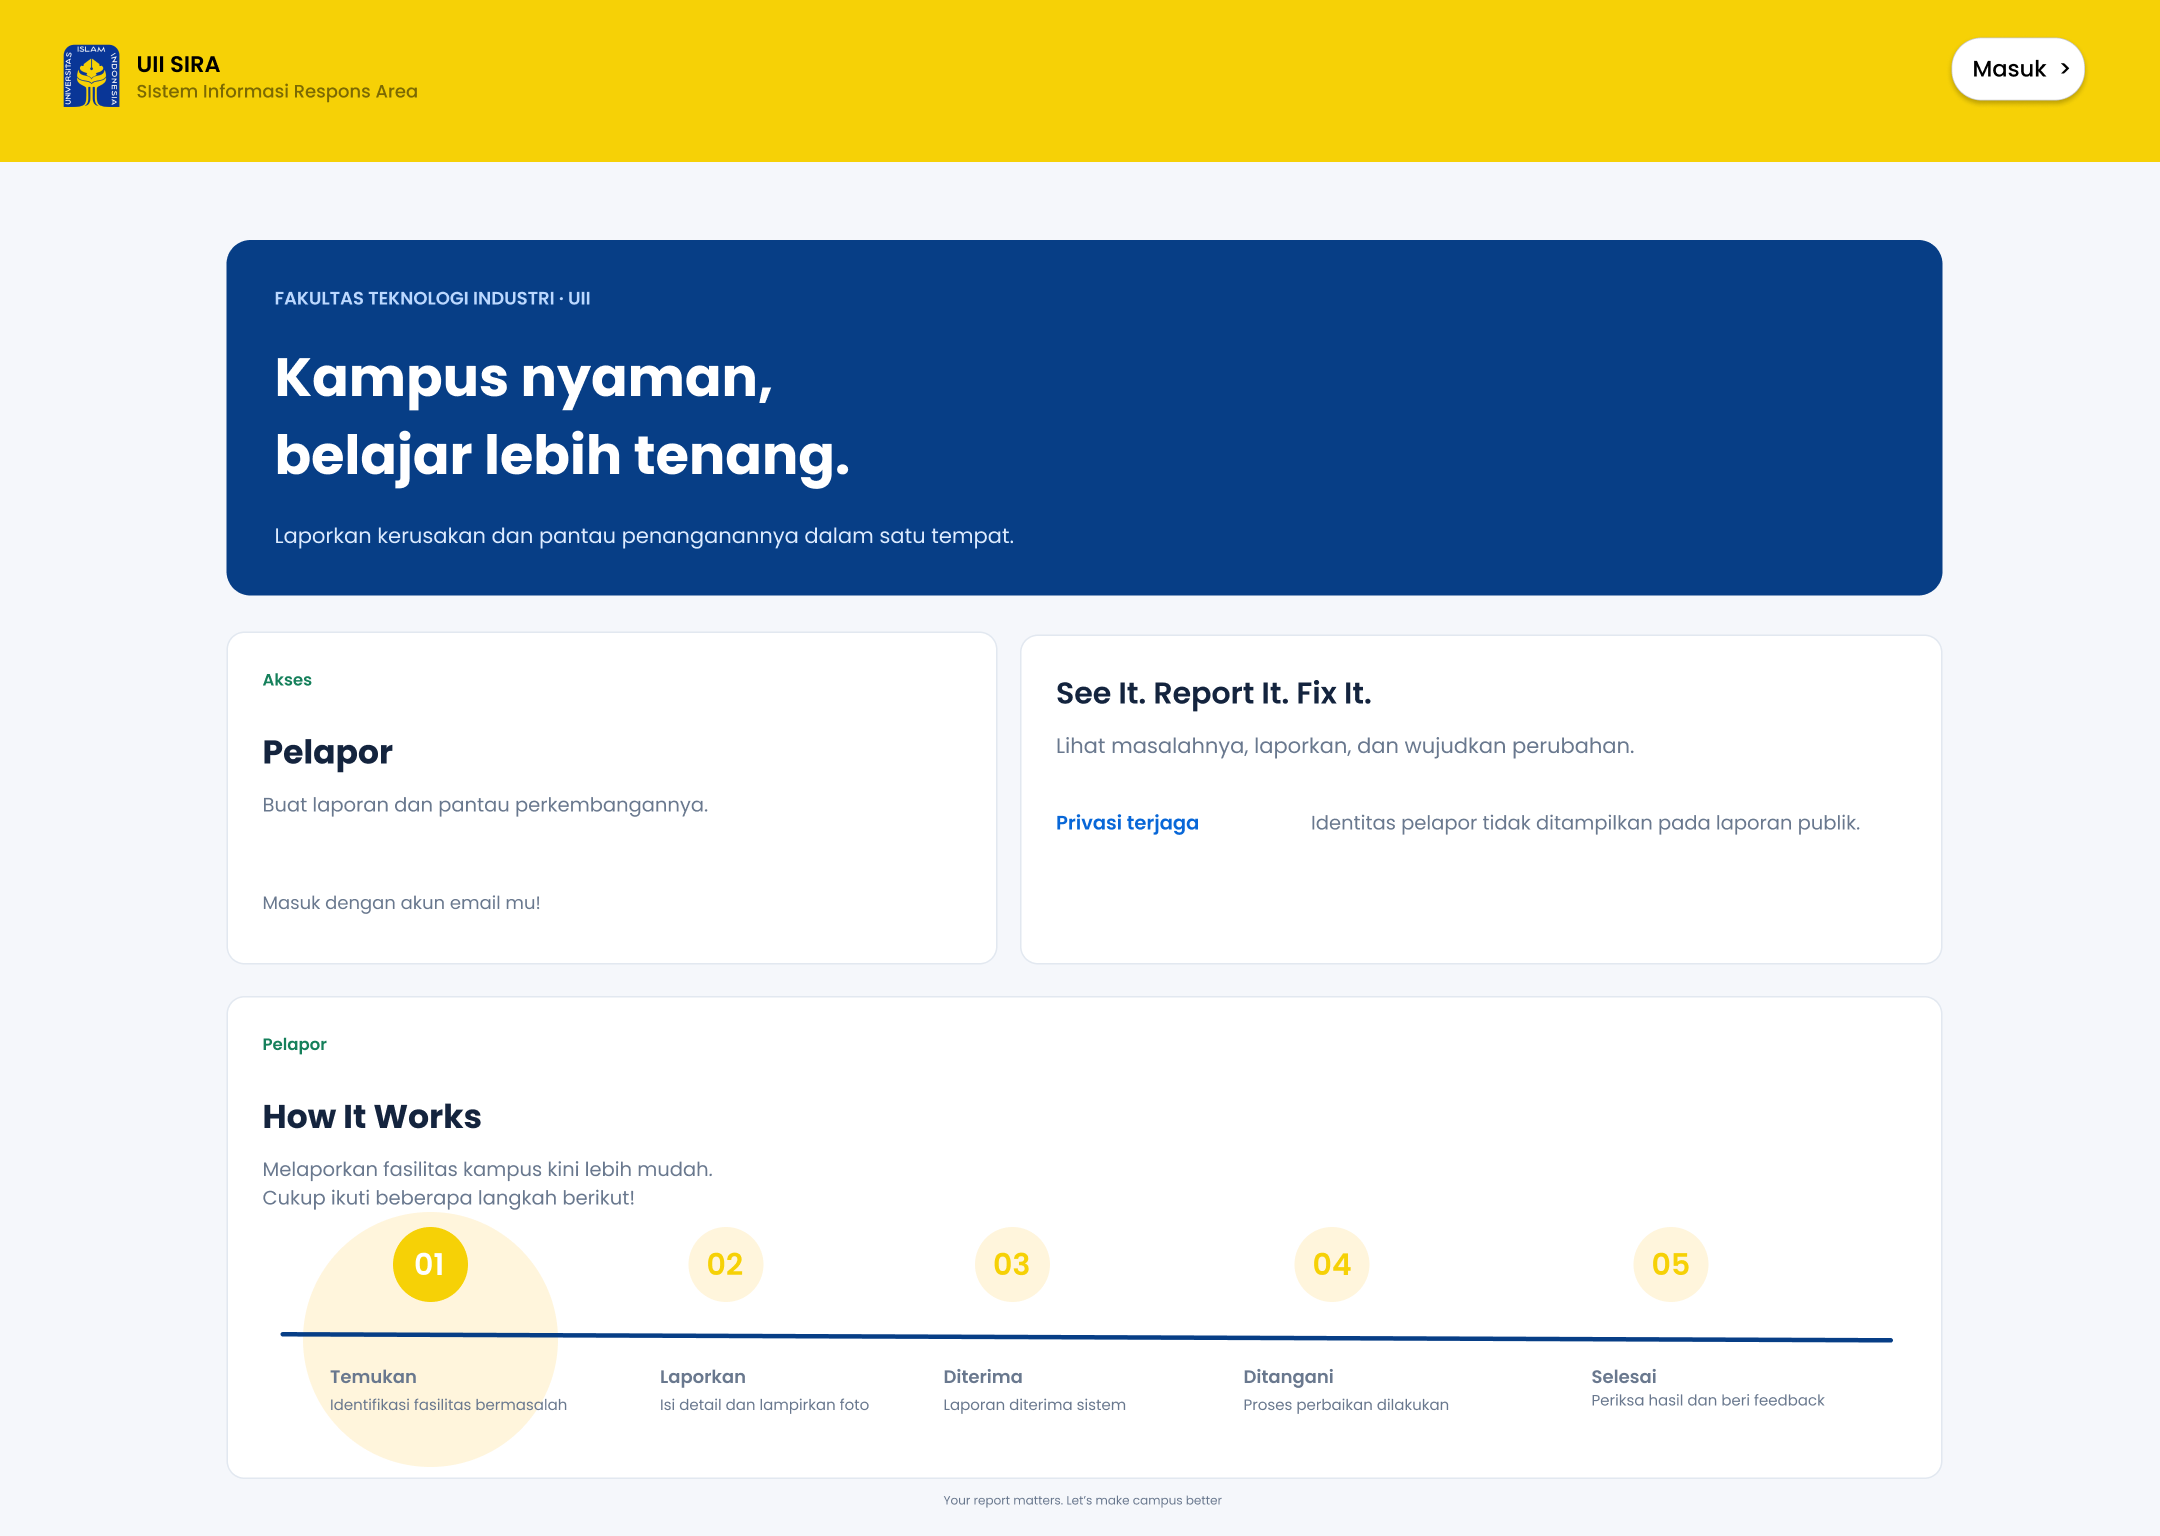 UNIVERSITAS ISLAM INDONESIA
UII SIRA
SIstem Informasi Respons Area
Masuk >
FAKULTAS TEKNOLOGI INDUSTRI · UII
Kampus nyaman,
belajar lebih tenang.
Laporkan kerusakan dan pantau penanganannya dalam satu tempat.
Akses
Pelapor
Buat laporan dan pantau perkembangannya.
Masuk dengan akun email mu!
See It. Report It. Fix It.
Lihat masalahnya, laporkan, dan wujudkan perubahan.
Privasi terjaga
Identitas pelapor tidak ditampilkan pada laporan publik.
Pelapor
How It Works
Melaporkan fasilitas kampus kini lebih mudah.
Cukup ikuti beberapa langkah berikut!
01
Temukan
Identifikasi fasilitas bermasalah
02
Laporkan
Isi detail dan lampirkan foto
03
Diterima
Laporan diterima sistem
04
Ditangani
Proses perbaikan dilakukan
05
Selesai
Periksa hasil dan beri feedback
Your report matters. Let's make campus better